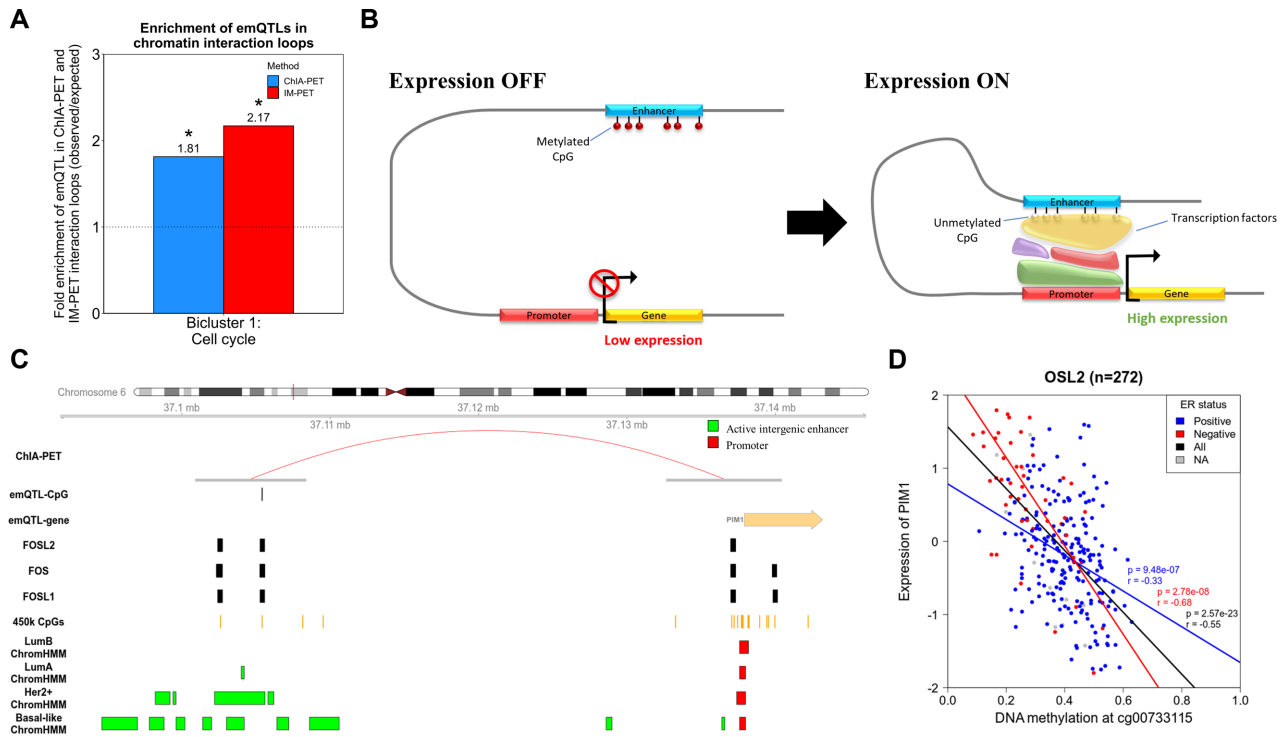 A
Enrichment of emQTLs in
chromatin interaction loops
Fold enrichment of emQTL in ChIA-PET and
IM-PET interaction loops (observed/expected)
3
2
1
0
Method
ChIA-PET
IM-PET
*
1.81
*
2.17
Bicluster 1:
Cell cycle
B
Expression OFF
Enhancer
Metylated
CpG
Promoter
Gene
Low expression
Expression ON
Enhancer
Unmetylated
CpG
Transcription factors
Promoter
Gene
High expression
C
Chromosome 6
37.1 mb
37.11 mb
37.12 mb
37.13 mb
37.14 mb
Active intergenic enhancer
Promoter
ChIA-PET
emQTL-CpG
emQTL-gene
PIM1
FOSL2
FOS
FOSL1
450k CpGs
LumB
ChromHMM
LumA
ChromHMM
Her2+
ChromHMM
Basal-like
ChromHMM
D
OSL2 (n=272)
Expression of PIM1
2
1
0
-1
-2
ER status
Positive
Negative
All
NA
p = 9.48e-07
r = -0.33
p = 2.78e-08
r = -0.68
p = 2.57e-23
r = -0.55
0.0 0.2 0.4 0.6 0.8 1.0
DNA methylation at cg00733115